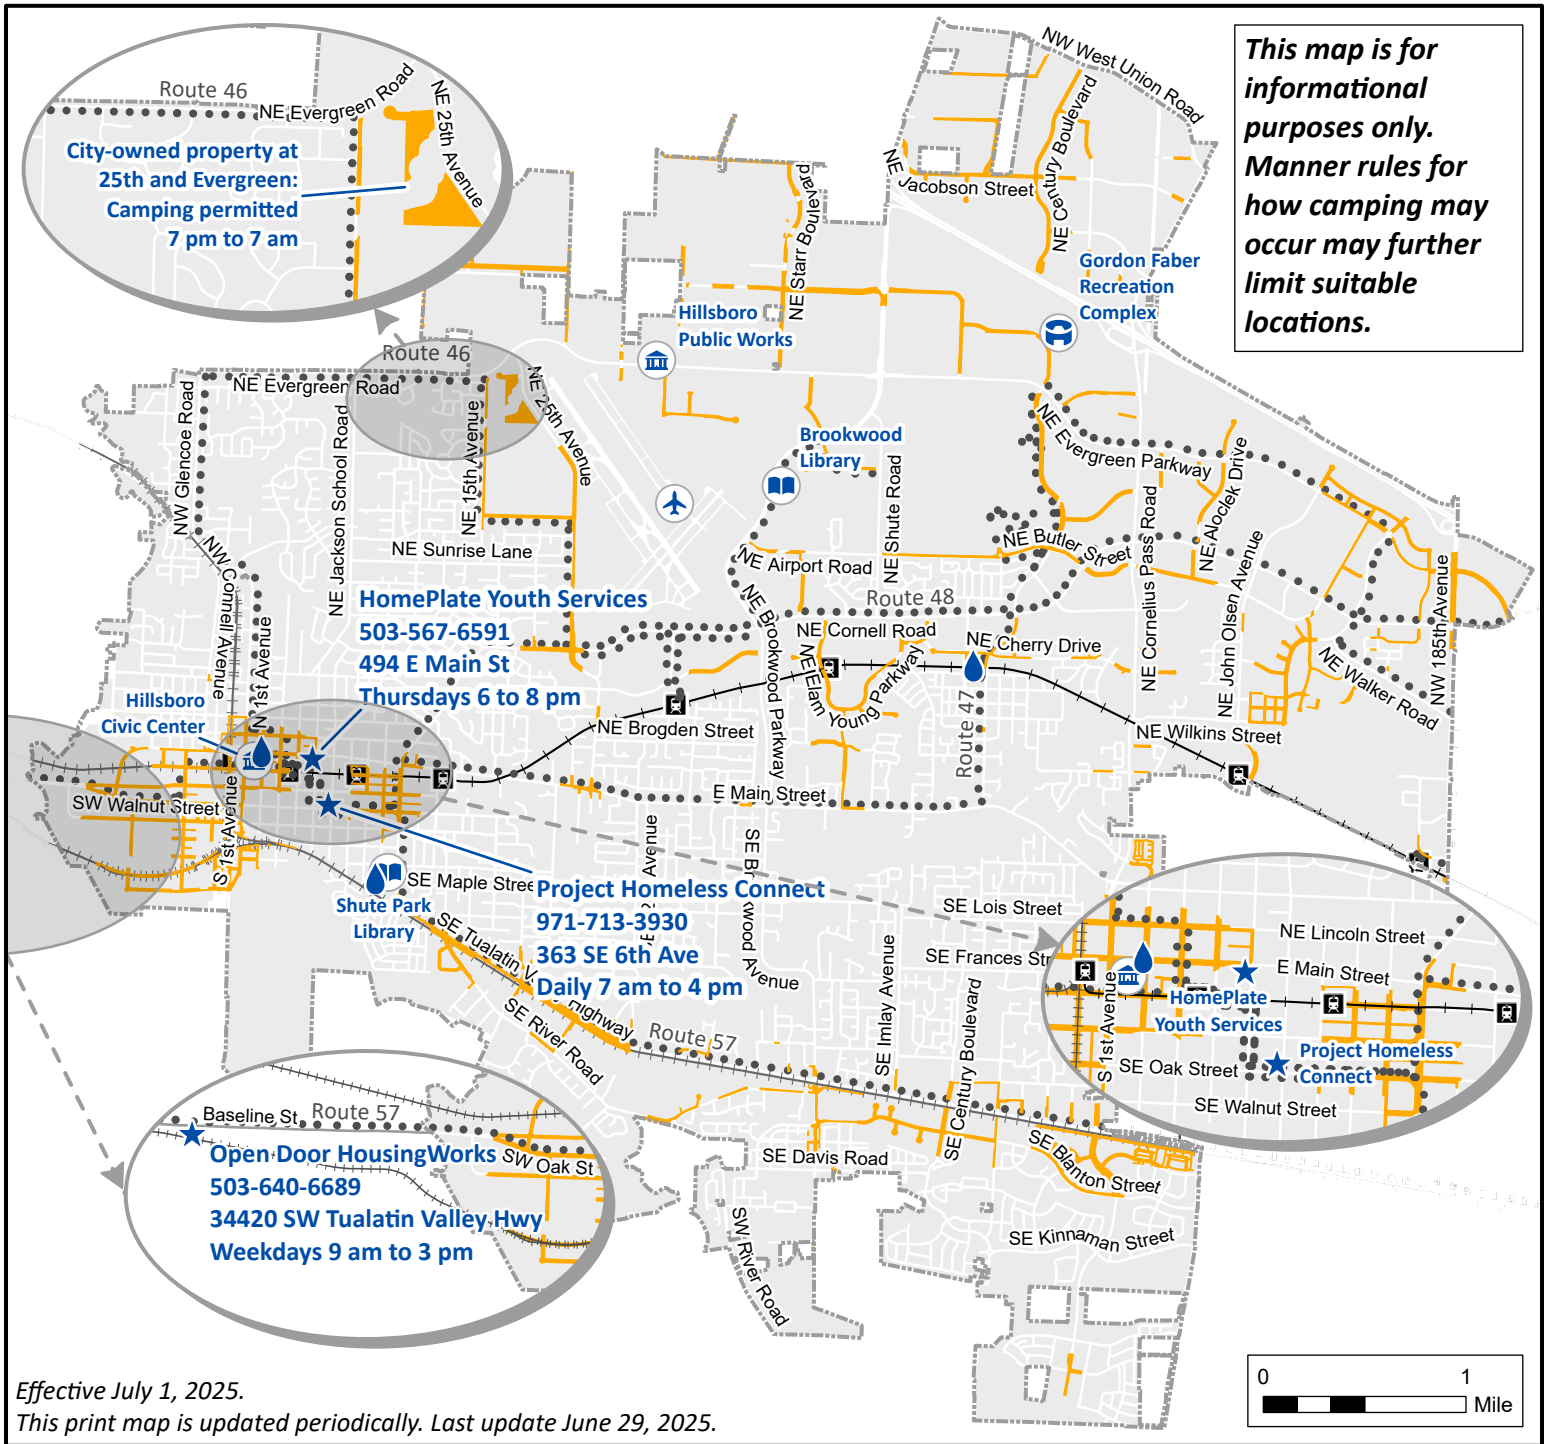 This map is for
informational
purposes only.
Manner rules for
how camping may
occur may further
limit suitable
locations.
Route 46
NE Evergreen Road
NE 25th Avenue
City-owned property at
25th and Evergreen:
Camping permitted
7 pm to 7 am
NW West Union Road
NE Century Boulevard
NE Jacobson Street
NE Starr Boulevard
Gordon Faber
Recreation
Complex
Hillsboro
Public Works
Route 46
NE Evergreen Road
NE 25th Avenue
NW Glencoe Road
NE Jackson School Road
NE 15th Avenue
Brookwood
Library
NE Shute Road
NE Evergreen Parkway
NE Aloclek Drive
NE Cornelius Pass Road
NE Butler Street
NE John Olsen Avenue
NW 185th Avenue
NE Walker Road
NE Sunrise Lane
NE Airport Road
NW Connell Avenue
N 1st Avenue
HomePlate Youth Services
503-567-6591
494 E Main St
Thursdays 6 to 8 pm
Route 48
NE Cornell Road
NE Cherry Drive
NE Brookwood Parkway
NE Elam
Young Parkway
Route 47
Hillsboro
Civic Center
NE Brogden Street
NE Wilkins Street
E Main Street
SW Walnut Street
S 1st Avenue
SE Maple Stree
Shute Park
Library
Project Homeless Connect
971-713-3930
363 SE 6th Ave
Daily 7 am to 4 pm
Avenue
SE Br
kwood
Avenue
SE Lois Street
SE Frances Str
SE Tualatin V
Highway
SE River Road
Route 57
SE Imlay Avenue
SE Century Boulevard
NE Lincoln Street
E Main Street
HomePlate
Youth Services
S 1st Avenue
SE Oak Street
Project Homeless
Connect
SE Walnut Street
SE Davis Road
SE Blanton Street
SE Kinnaman Street
SW River Road
Baseline St
Route 57
SW Oak St
Open Door HousingWorks
503-640-6689
34420 SW Tualatin Valley Hwy
Weekdays 9 am to 3 pm
0 1
Mile
Effective July 1, 2025.
This print map is updated periodically. Last update June 29, 2025.